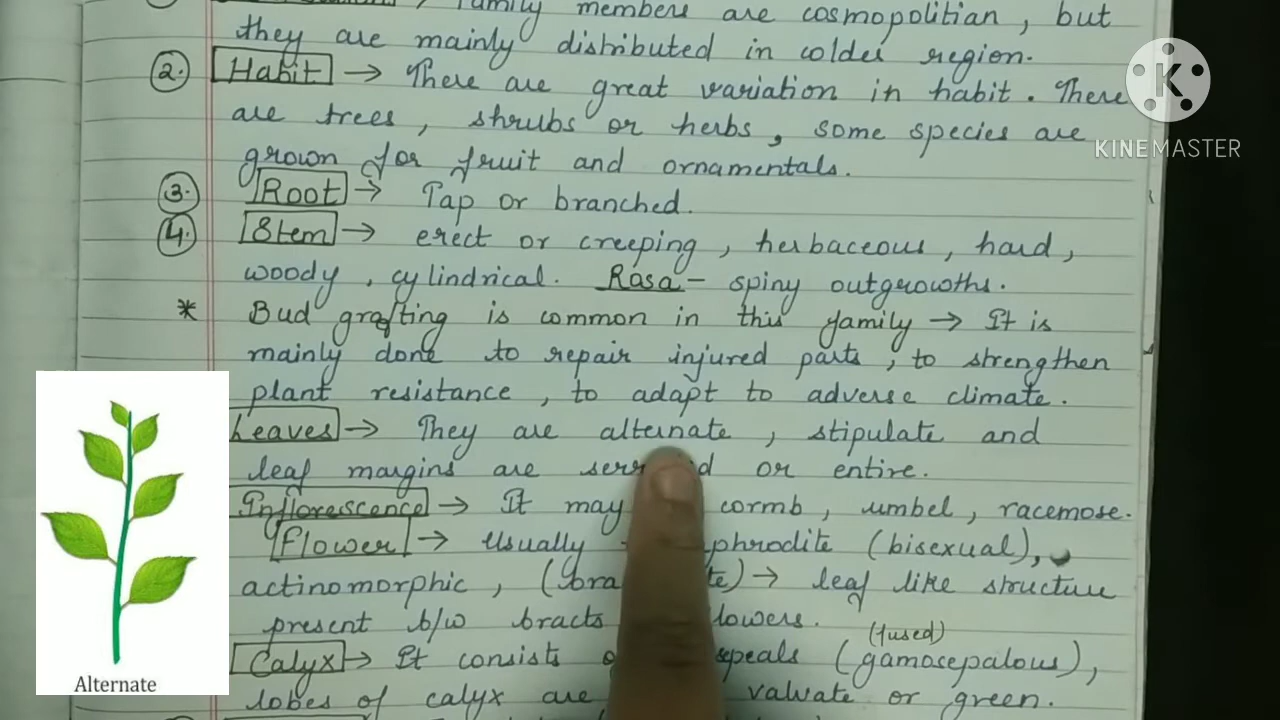 family members are cosmopolitian, but
they are mainly distributed in colder region.
2. Habit → There are great variation in habit. There
are trees, shrubs or herbs, some species are
grown for fruit and ornamentals.
3. Root → Tap or branched.
4. Stem → erect or creeping, herbaceous, hard,
woody, cylindrical. Rosa - spiny outgrowths.
* Bud grafting is common in this family → It is
mainly done to repair injured parts, to strengthen
plant resistance, to adapt to adverse climate.
Leaves → They are alternate, stipulate and
leaf margins are or entire.
Inflorescence → It may cormb, umbel, racemose.
Flower → Usually (bisexual),
actinomorphic, → leaf like structure
present b/w bracts
(fused)
Calyx → It consists (gamosepalous),
lobes of calyx are valvate or green.
Alternate
K
KINEMASTER